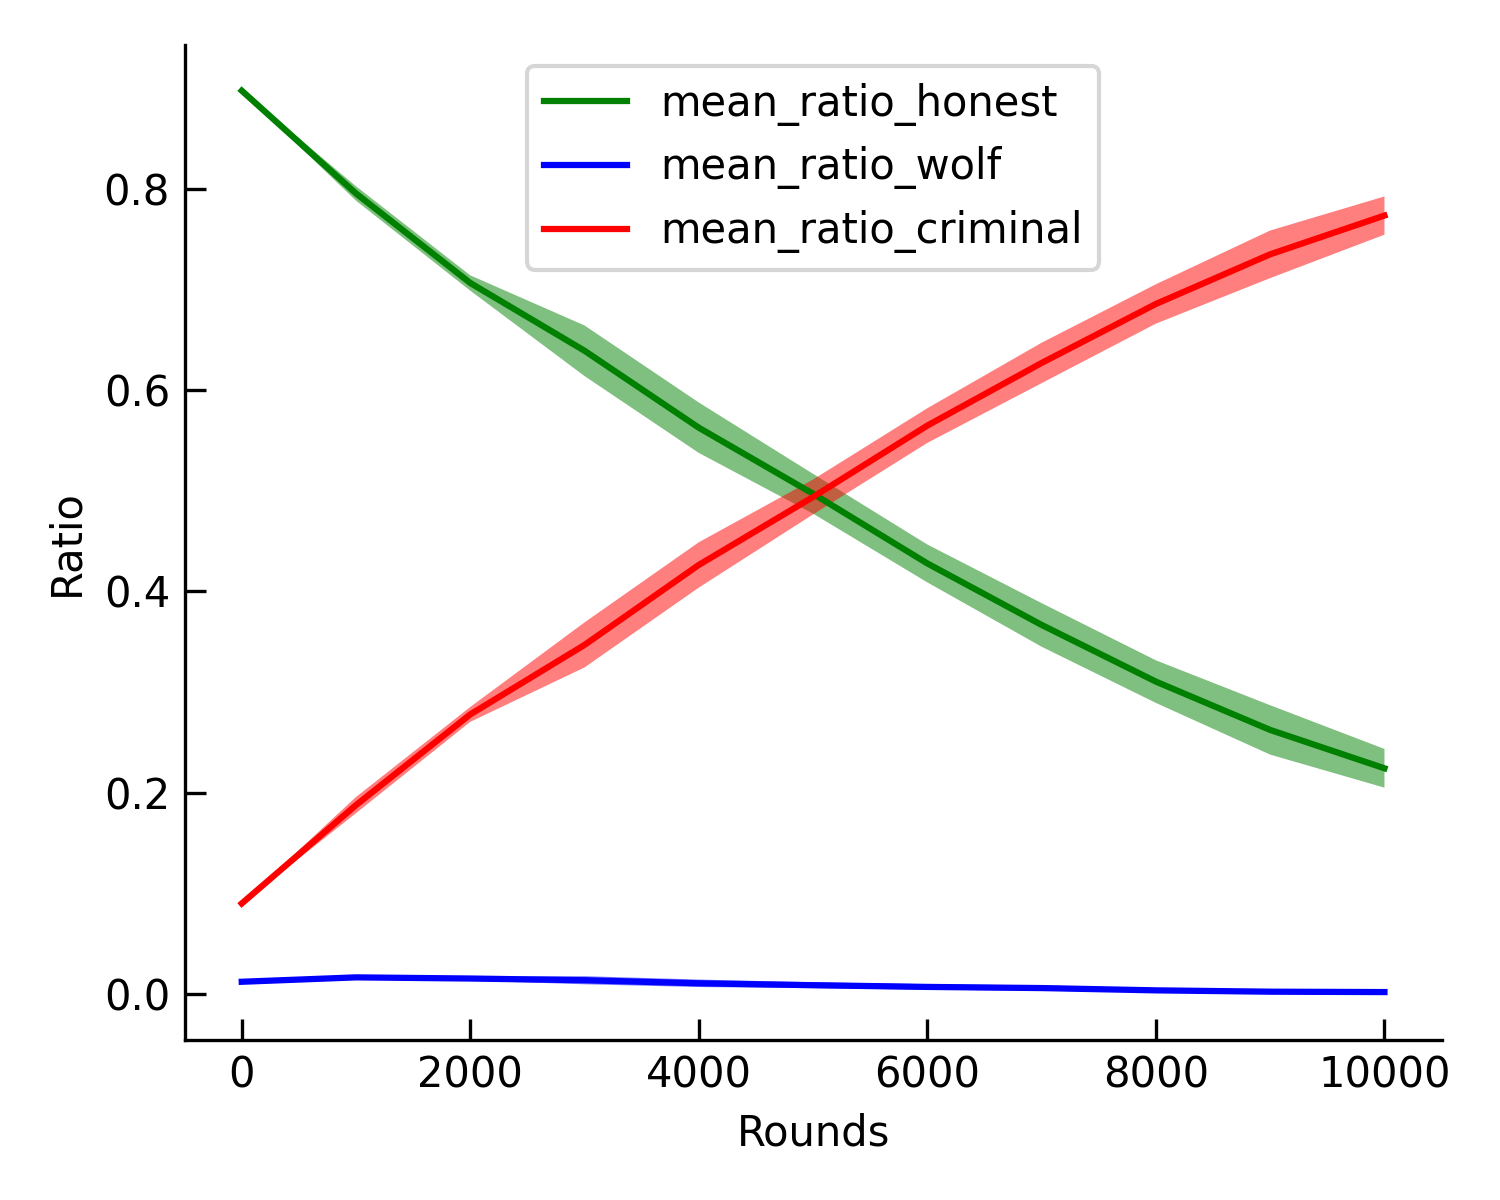 mean_ratio_honest
mean_ratio_wolf
mean_ratio_criminal
Ratio
0.8
0.6
0.4
0.2
0.0
0 2000 4000 6000 8000 10000
Rounds